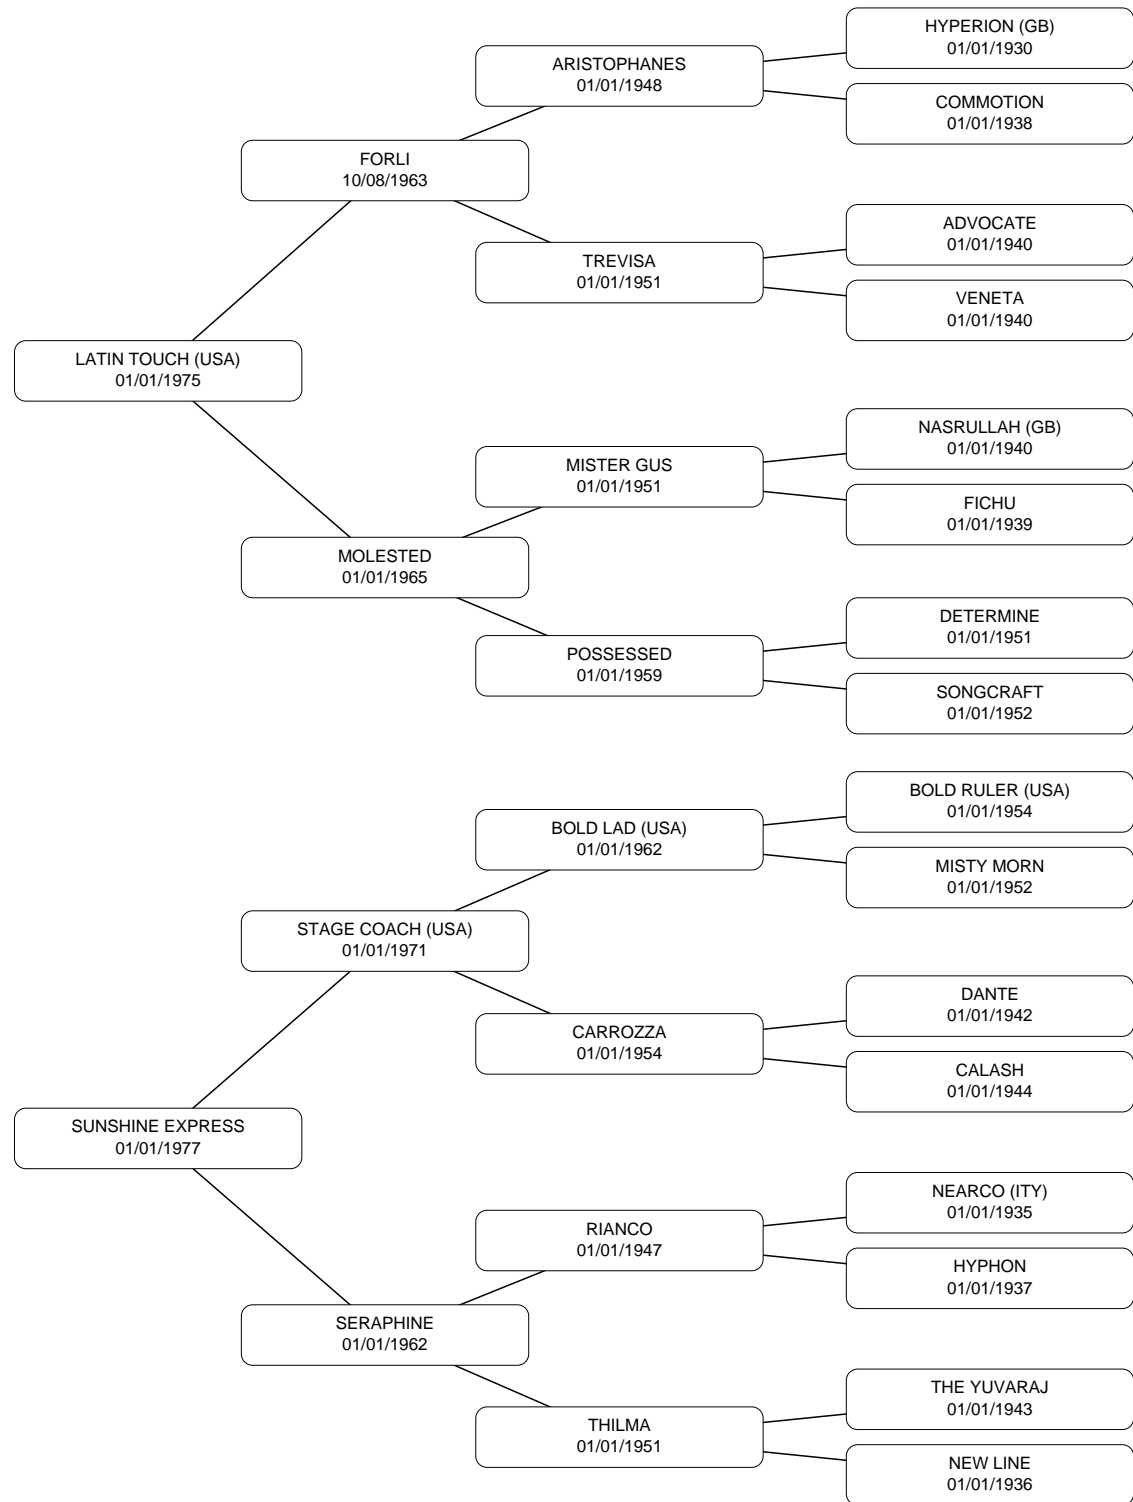 HYPERION (GB)
01/01/1930
ARISTOPHANES
01/01/1948
COMMOTION
01/01/1938
FORLI
10/08/1963
ADVOCATE
01/01/1940
TREVISA
01/01/1951
VENETA
01/01/1940
LATIN TOUCH (USA)
01/01/1975
NASRULLAH (GB)
01/01/1940
MISTER GUS
01/01/1951
FICHU
01/01/1939
MOLESTED
01/01/1965
DETERMINE
01/01/1951
POSSESSED
01/01/1959
SONGCRAFT
01/01/1952
BOLD RULER (USA)
01/01/1954
BOLD LAD (USA)
01/01/1962
MISTY MORN
01/01/1952
STAGE COACH (USA)
01/01/1971
DANTE
01/01/1942
CARROZZA
01/01/1954
CALASH
01/01/1944
SUNSHINE EXPRESS
01/01/1977
NEARCO (ITY)
01/01/1935
RIANCO
01/01/1947
HYPHON
01/01/1937
SERAPHINE
01/01/1962
THE YUVARAJ
01/01/1943
THILMA
01/01/1951
NEW LINE
01/01/1936